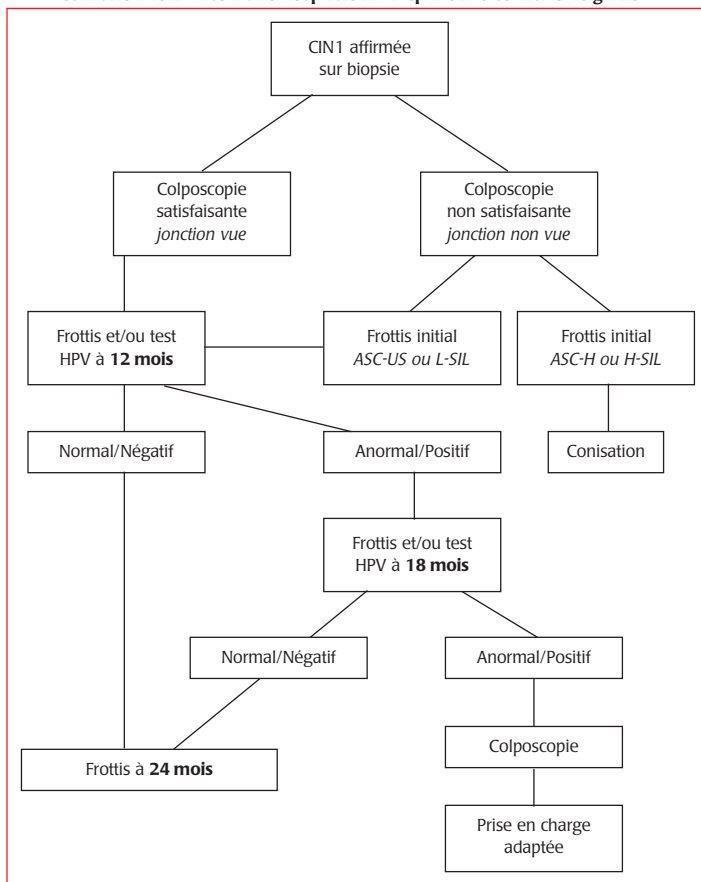 CIN1 affirmée
sur biopsie
Colposcopie
satisfaisante
jonction vue
Colposcopie
non satisfaisante
jonction non vue
Frottis et/ou test
HPV à 12 mois
Frottis initial
ASC-US ou L-SIL
Frottis initial
ASC-H ou H-SIL
Normal/Négatif
Anormal/Positif
Conisation
Frottis et/ou test
HPV à 18 mois
Normal/Négatif
Anormal/Positif
Frottis à 24 mois
Colposcopie
Prise en charge
adaptée